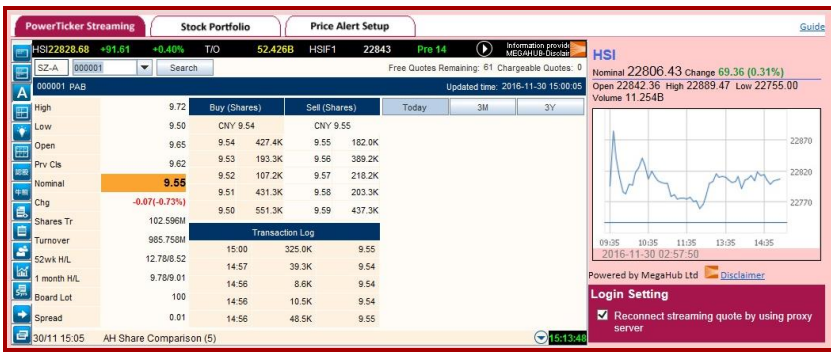 PowerTicker Streaming
Stock Portfolio
Price Alert Setup
Guide
HSI22828.68 +91.61 +0.40% T/O 52.426B HSIF1 22843 Pre 14 Information provide
MEGAHUB-Disclair
SZ-A 000001 Search Free Quotes Remaining: 61 Chargeable Quotes: 0
000001 PAB Updated time: 2016-11-30 15:00:05
High 9.72
Low 9.50
Open 9.65
Prv Cls 9.62
Nominal 9.55
Chg -0.07(-0.73%)
Shares Tr 102.596M
Turnover 985.758M
52wk H/L 12.78/8.52
1 month H/L 9.78/9.01
Board Lot 100
Spread 0.01
Buy (Shares) Sell (Shares)
CNY 9.54 CNY 9.55
9.54 427.4K 9.55 182.0K
9.53 193.3K 9.56 389.2K
9.52 107.2K 9.57 218.2K
9.51 431.3K 9.58 203.3K
9.50 551.3K 9.59 437.3K
Transaction Log
15:00 325.0K 9.55
14:57 39.3K 9.54
14:56 8.6K 9.54
14:56 10.5K 9.54
14:56 48.5K 9.55
Today 3M 3Y
30/11 15:05 AH Share Comparison (5) 15:13:48
HSI
Nominal 22806.43 Change 69.36 (0.31%)
Open 22842.36 High 22889.47 Low 22755.00
Volume 11.254B
22870
22820
22770
09:35 10:35 11:35 13:35 14:35
2016-11-30 02:57:50
Powered by MegaHub Ltd Disclaimer
Login Setting
Reconnect streaming quote by using proxy
server